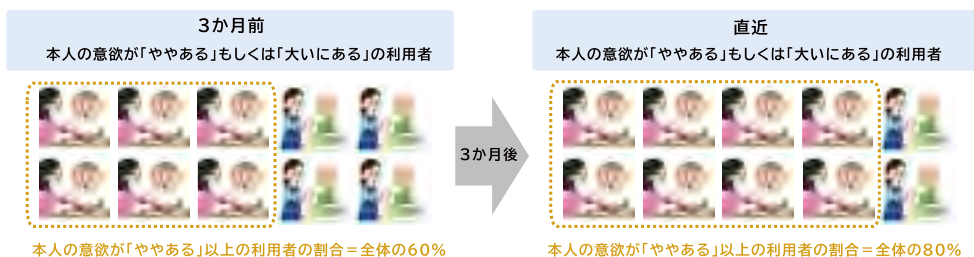 3か月前
本人の意欲が「ややある」もしくは「大いにある」の利用者
本人の意欲が「ややある」以上の利用者の割合＝全体の60%
3か月後
直近
本人の意欲が「ややある」もしくは「大いにある」の利用者
本人の意欲が「ややある」以上の利用者の割合＝全体の80%